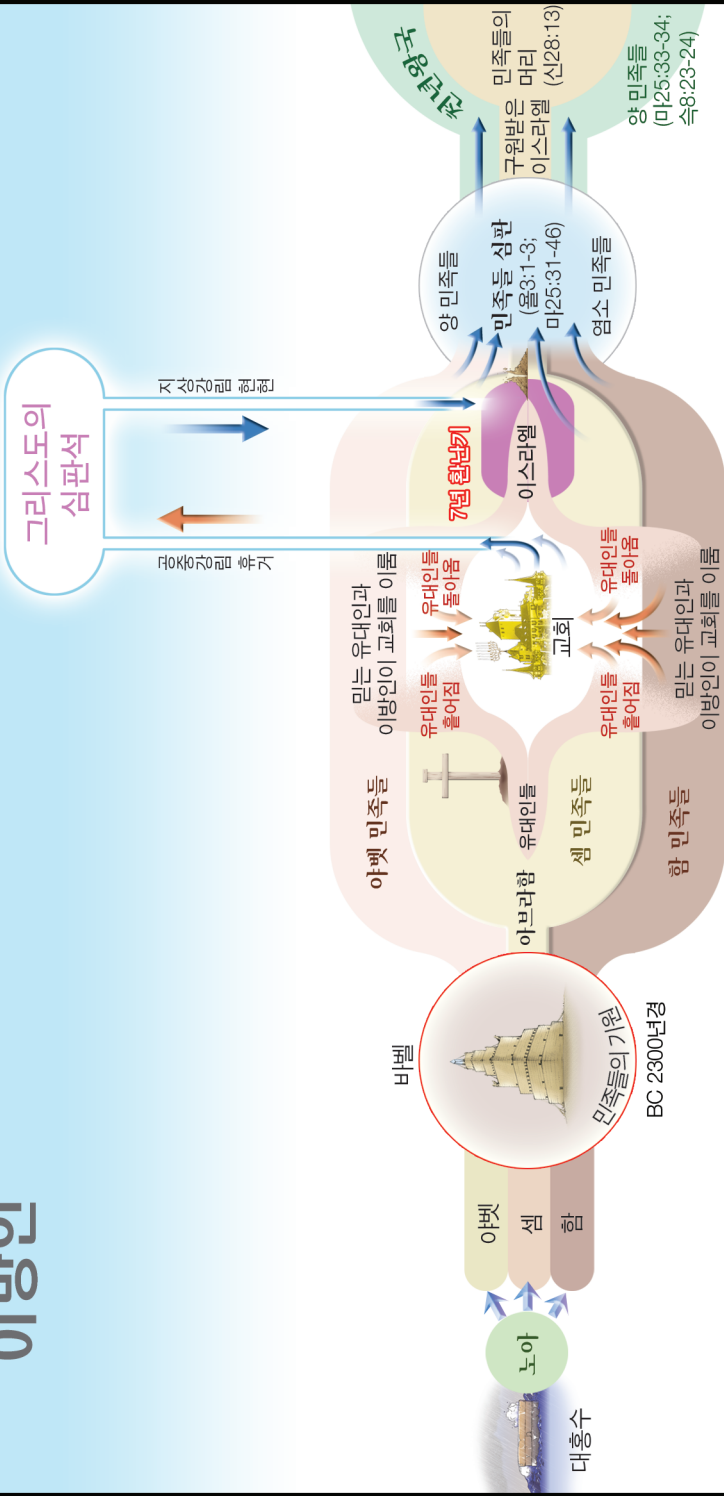 이방인
대홍수
노아
야벳
셈
함
바벨
민족들의 기원
BC 2300년경
야벳 민족들
아브라함
유대인들
셈 민족들
함 민족들
믿는 유대인과
이방인이 교회를 이룸
유대인들
흩어짐
유대인들
돌아옴
교회
유대인들
흩어짐
유대인들
돌아옴
믿는 유대인과
이방인이 교회를 이룸
공중강림 휴거
그리스도의
심판석
지상강림 현현
7년 환난기
이스라엘
양 민족들
민족들 심판
(욜3:1-3;
마25:31-46)
염소 민족들
천년왕국
구원받은
이스라엘
민족들의
머리
(신28:13)
양 민족들
(마25:33-34;
슥8:23-24)